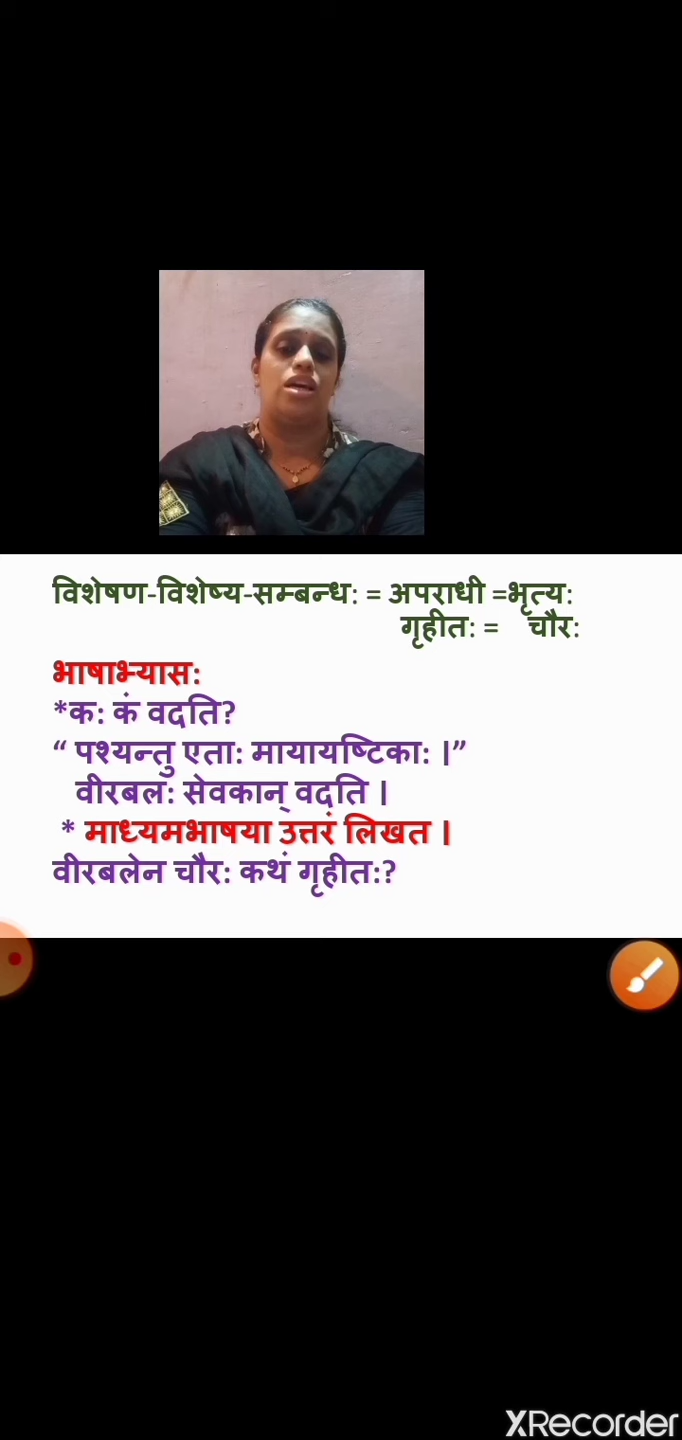 विशेषण-विशेष्य-सम्बन्ध: = अपराधी =भृत्य:
गृहीत: = चौर:
भाषाभ्यास:
*क: कं वदति?
“ पश्यन्तु एता: मायायष्टिका: |”
वीरबल: सेवकान् वदति |
* माध्यमभाषया उत्तरं लिखत |
वीरबलेन चौर: कथं गृहीत:?
XRecorder